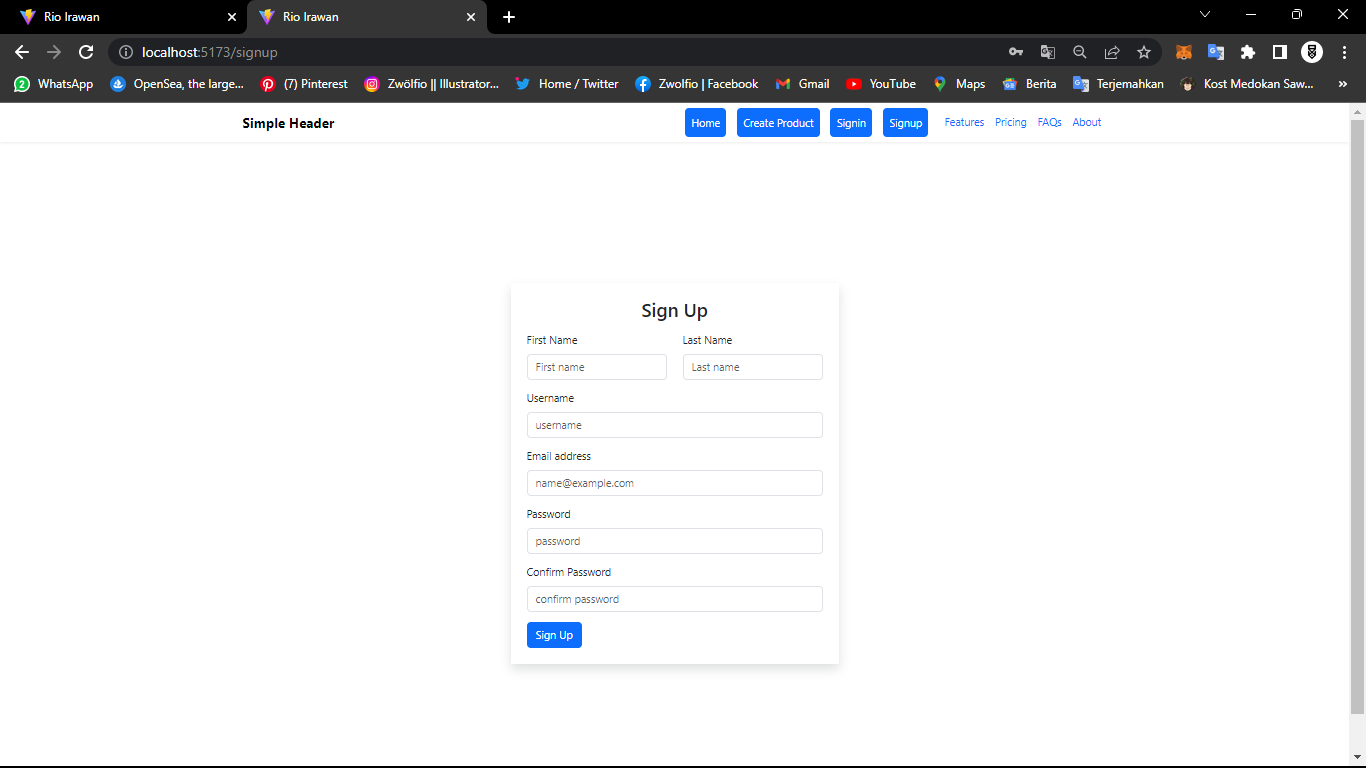 Rio Irawan
Rio Irawan
localhost:5173/signup
2 WhatsApp
OpenSea, the large...
(7) Pinterest
Zwölfio || Illustrator...
Home / Twitter
Zwolfio | Facebook
Gmail
YouTube
Maps
Berita
Terjemahkan
Kost Medokan Saw...
»
Simple Header
Home
Create Product
Signin
Signup
Features
Pricing
FAQs
About
Sign Up
First Name Last Name
First name Last name
Username
username
Email address
name@example.com
Password
password
Confirm Password
confirm password
Sign Up